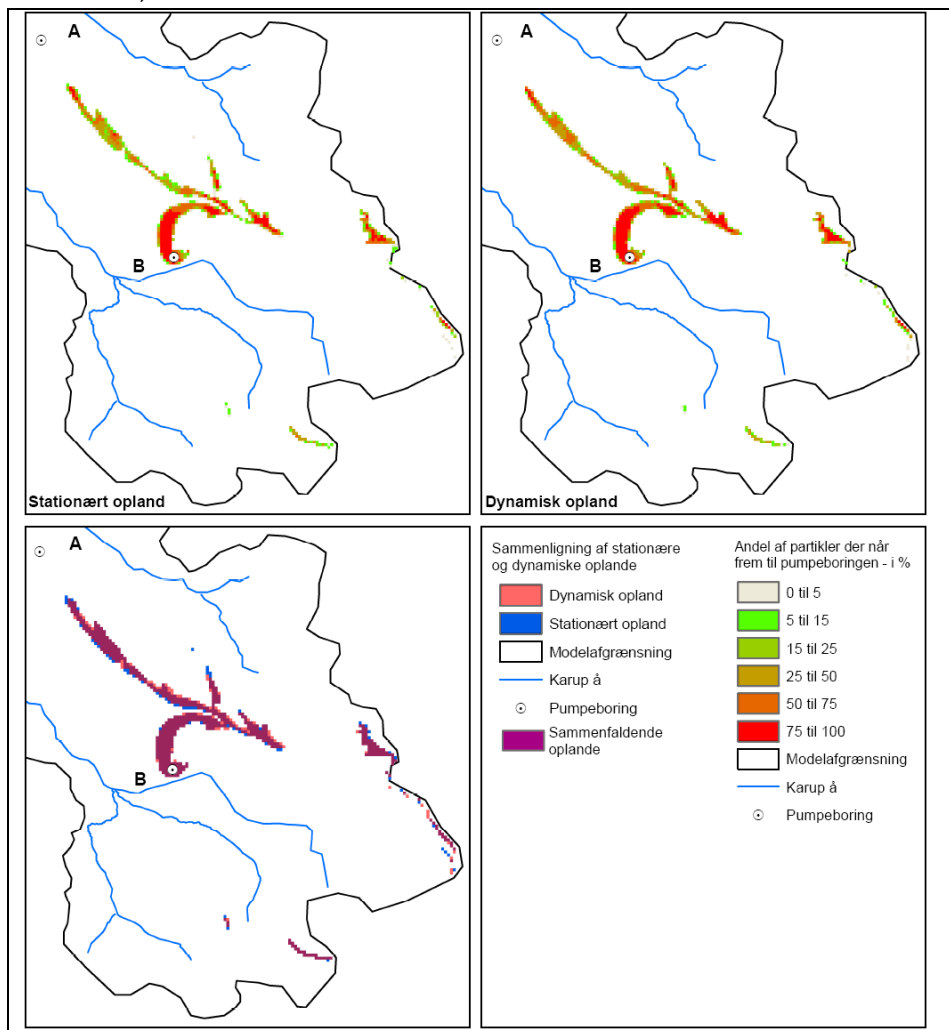 A
B
Stationært opland
A
B
Dynamisk opland
A
B
Sammenligning af stationære
og dynamiske oplande
Dynamisk opland
Stationært opland
Modelafgrænsning
Karup å
Pumpeboring
Sammenfaldende
oplande
Andel af partikler der når
frem til pumpeboringen - i %
0 til 5
5 til 15
15 til 25
25 til 50
50 til 75
75 til 100
Modelafgrænsning
Karup å
Pumpeboring